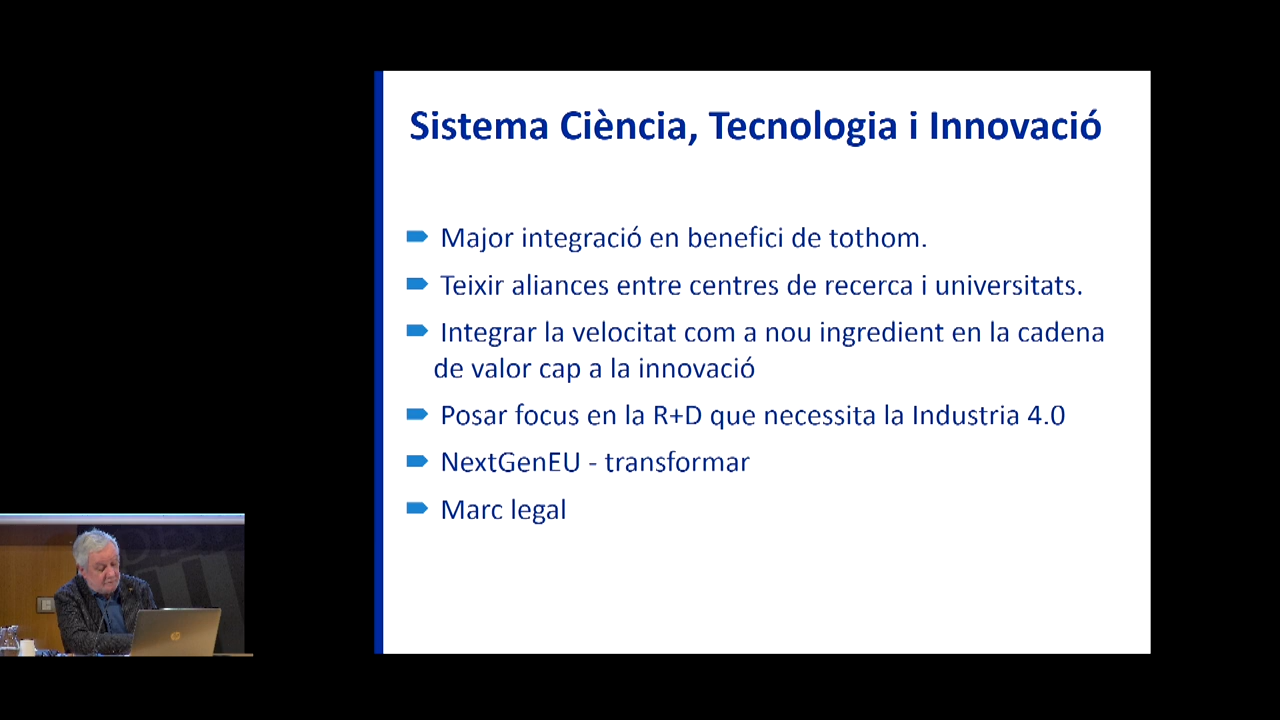 Sistema Ciència, Tecnologia i Innovació
Major integració en benefici de tothom.
Teixir aliances entre centres de recerca i universitats.
Integrar la velocitat com a nou ingredient en la cadena
de valor cap a la innovació
Posar focus en la R+D que necessita la Industria 4.0
NextGenEU - transformar
Marc legal